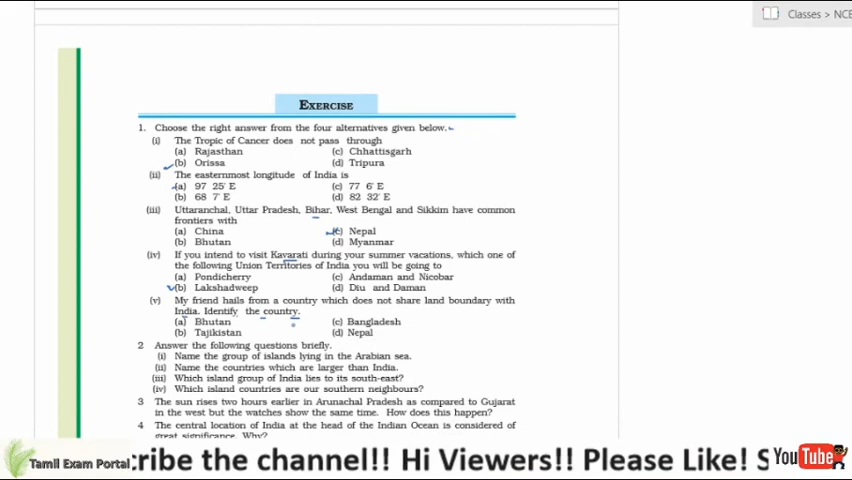 Classes > NCE
EXERCISE
1. Choose the right answer from the four alternatives given below.
(i) The Tropic of Cancer does not pass through
(a) Rajasthan (c) Chhattisgarh
(b) Orissa (d) Tripura
(ii) The easternmost longitude of India is
(a) 97 25' E (c) 77 6' E
(b) 68 7' E (d) 82 32' E
(iii) Uttaranchal, Uttar Pradesh, Bihar, West Bengal and Sikkim have common
frontiers with
(a) China (c) Nepal
(b) Bhutan (d) Myanmar
(iv) If you intend to visit Kavarati during your summer vacations, which one of
the following Union Territories of India you will be going to
(a) Pondicherry (c) Andaman and Nicobar
(b) Lakshadweep (d) Diu and Daman
(v) My friend hails from a country which does not share land boundary with
India. Identify the country.
(a) Bhutan (c) Bangladesh
(b) Tajikistan (d) Nepal
2 Answer the following questions briefly.
(i) Name the group of islands lying in the Arabian sea.
(ii) Name the countries which are larger than India.
(iii) Which island group of India lies to its south-east?
(iv) Which island countries are our southern neighbours?
3 The sun rises two hours earlier in Arunachal Pradesh as compared to Gujarat
in the west but the watches show the same time. How does this happen?
4 The central location of India at the head of the Indian Ocean is considered of
great significance. Why?
Tamil Exam Portal
cribe the channel!! Hi Viewers!! Please Like! S
YouTube